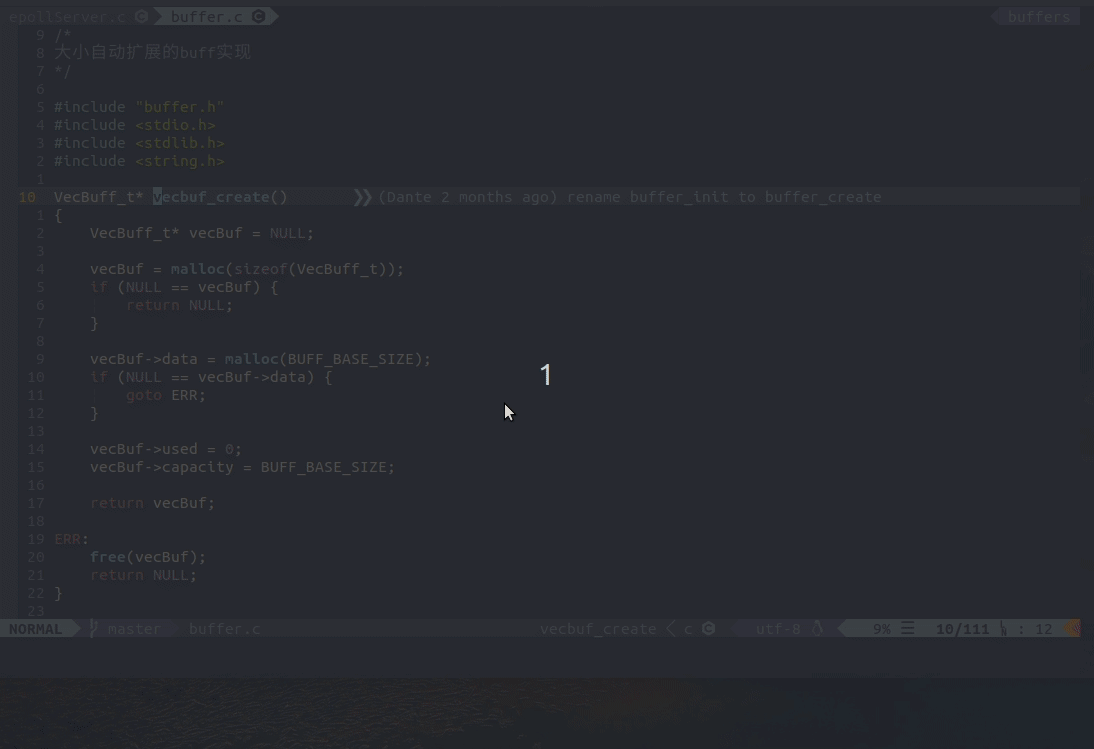 epollServer.c buffer.c buffers
9 /*
8 大小自动扩展的buff实现
7 */
6
5 #include "buffer.h"
4 #include <stdio.h>
3 #include <stdlib.h>
2 #include <string.h>
1
10 VecBuff_t* vecbuf_create() ❯❯ (Dante 2 months ago) rename buffer_init to buffer_create
1 {
2 VecBuff_t* vecBuf = NULL;
3
4 vecBuf = malloc(sizeof(VecBuff_t));
5 if (NULL == vecBuf) {
6 return NULL;
7 }
8
9 vecBuf->data = malloc(BUFF_BASE_SIZE);
10 if (NULL == vecBuf->data) {
11 goto ERR;
12 }
13
14 vecBuf->used = 0;
15 vecBuf->capacity = BUFF_BASE_SIZE;
16
17 return vecBuf;
18
19 ERR:
20 free(vecBuf);
21 return NULL;
22 }
23
NORMAL master buffer.c vecbuf_create c utf-8 9% ☰ 10/111 : 12
1